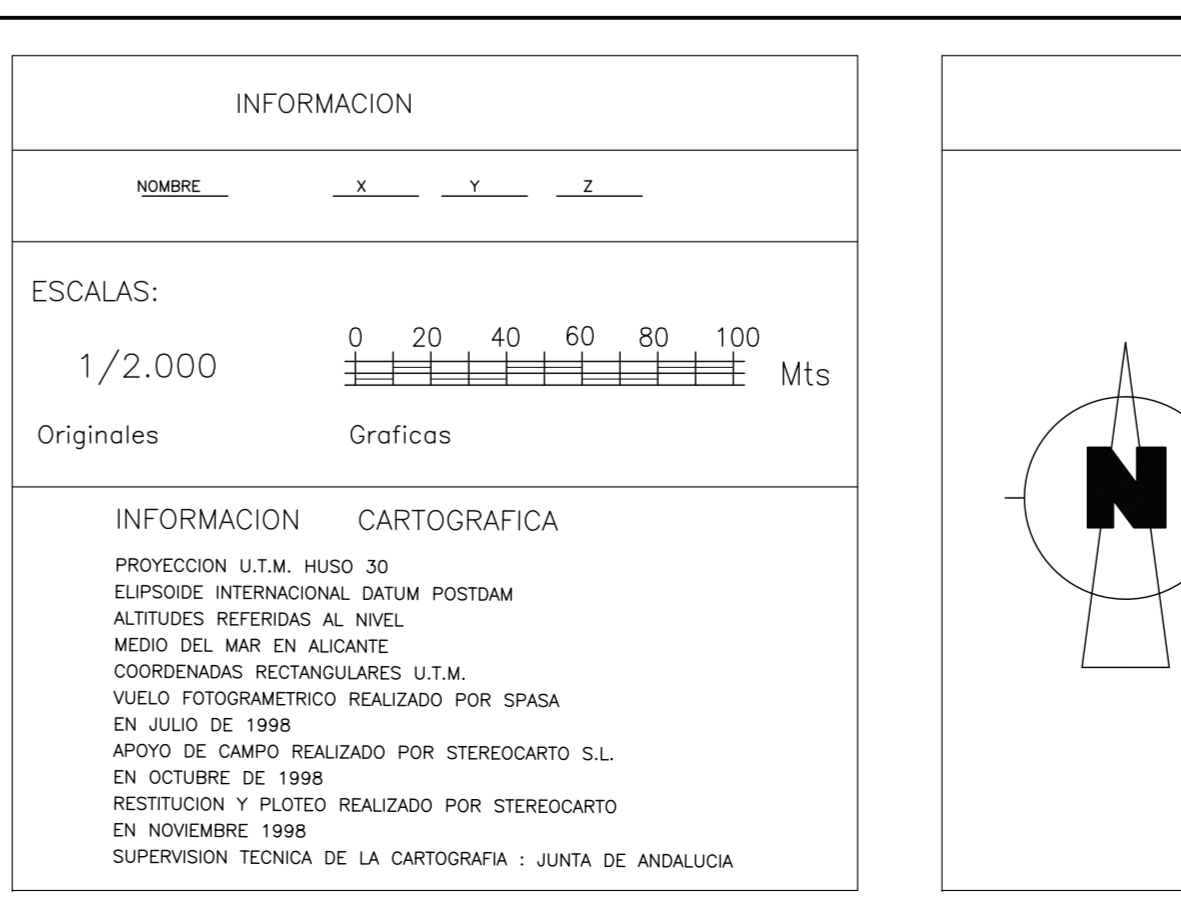 INFORMACION
NOMBRE X Y Z
ESCALAS:
0 20 40 60 80 100
1/2.000 Mts
Originales Graficas
N
INFORMACION CARTOGRAFICA
PROYECCION U.T.M. HUSO 30
ELIPSOIDE INTERNACIONAL DATUM POSTDAM
ALTITUDES REFERIDAS AL NIVEL
MEDIO DEL MAR EN ALICANTE
COORDENADAS RECTANGULARES U.T.M.
VUELO FOTOGRAMETRICO REALIZADO POR SPASA
EN JULIO DE 1998
APOYO DE CAMPO REALIZADO POR STEREOCARTO S.L.
EN OCTUBRE DE 1998
RESTITUCION Y PLOTEO REALIZADO POR STEREOCARTO
EN NOVIEMBRE 1998
SUPERVISION TECNICA DE LA CARTOGRAFIA : JUNTA DE ANDALUCIA